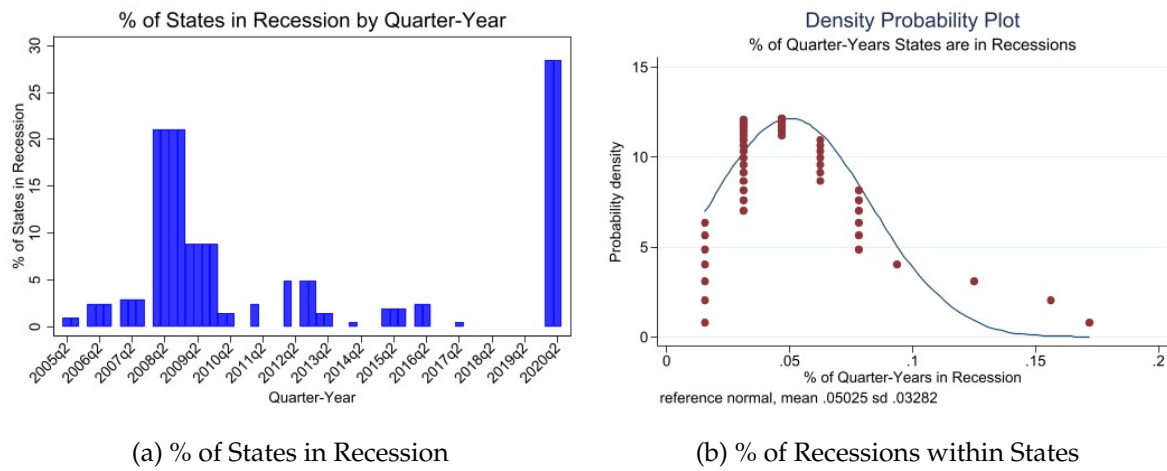 % of States in Recession by Quarter-Year
% of States in Recession
30
25
20
15
10
5
0
2005q2
2006q2
2007q2
2008q2
2009q2
2010q2
2011q2
2012q2
2013q2
2014q2
2015q2
2016q2
2017q2
2018q2
2019q2
2020q2
Quarter-Year
(a) % of States in Recession
Density Probability Plot
% of Quarter-Years States are in Recessions
Probability density
15
10
5
0
0
.05
.1
.15
.2
% of Quarter-Years in Recession
reference normal, mean .05025 sd .03282
(b) % of Recessions within States